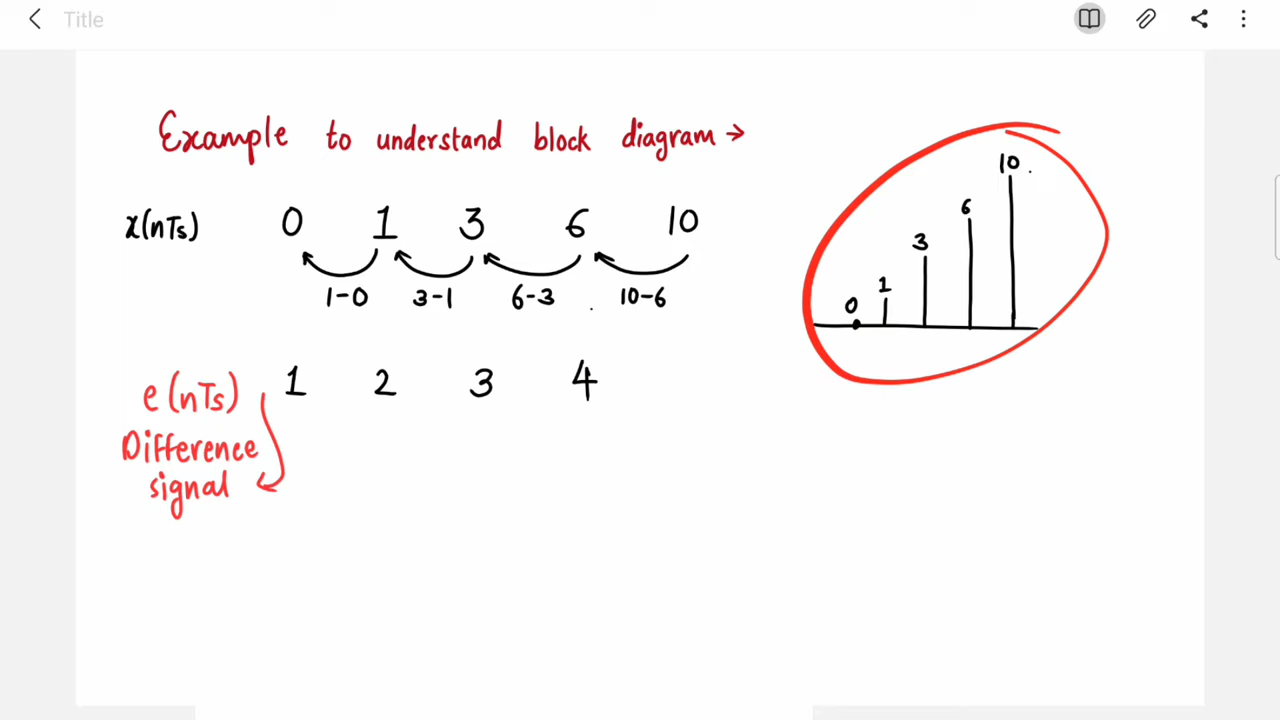 Title
Example to understand block diagram →
x(nTs) 0 1 3 6 10
1-0 3-1 6-3 10-6
e(nTs) 1 2 3 4
Difference
signal
0 1 3 6 10